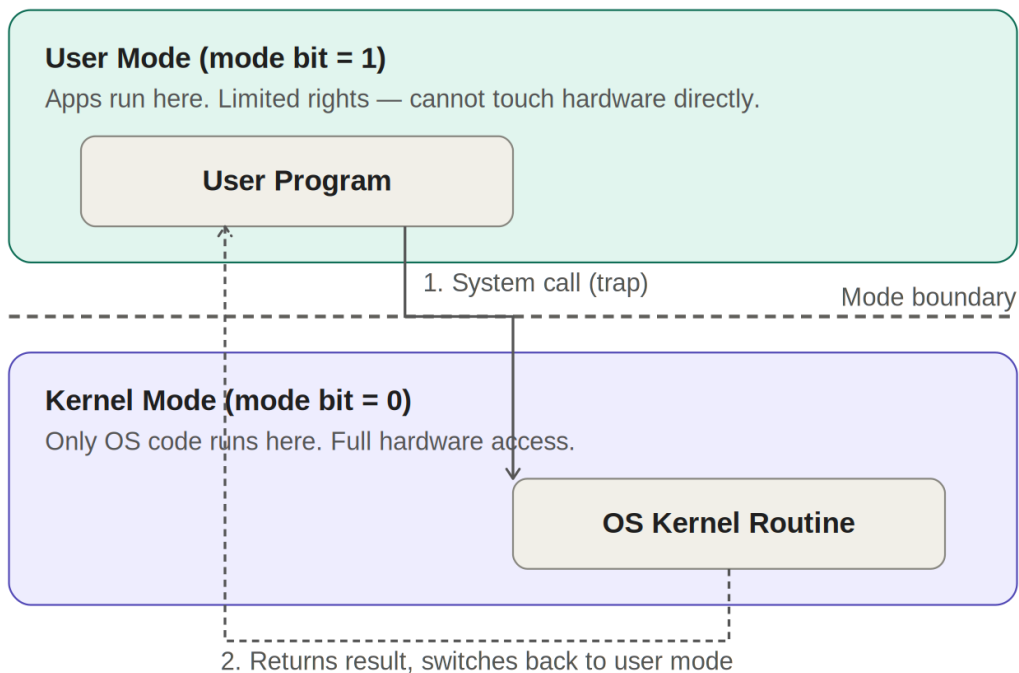 User Mode (mode bit = 1)
Apps run here. Limited rights — cannot touch hardware directly.
User Program
1. System call (trap)
Mode boundary
Kernel Mode (mode bit = 0)
Only OS code runs here. Full hardware access.
OS Kernel Routine
2. Returns result, switches back to user mode